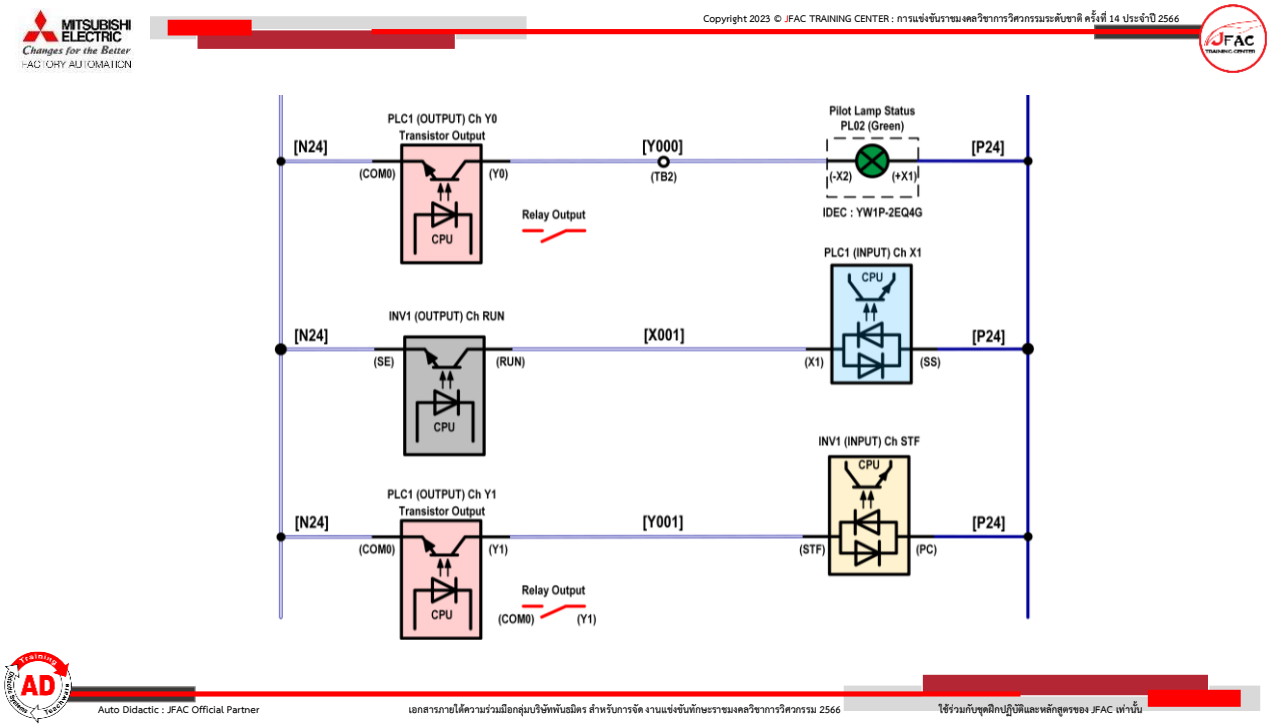 MITSUBISHI
ELECTRIC
Changes for the Better
FACTORY AUTOMATION
Copyright 2023 © JFAC TRAINING CENTER : การแข่งขันราชมงคลวิชาการวิศวกรรมระดับชาติ ครั้งที่ 14 ประจำปี 2566
JFAC
TRAINING CENTER
PLC1 (OUTPUT) Ch Y0
Transistor Output
[N24]
(COM0)
(Y0)
CPU
[Y000]
(TB2)
Pilot Lamp Status
PL02 (Green)
(-X2)
(+X1)
[P24]
IDEC : YW1P-2EQ4G
Relay Output
INV1 (OUTPUT) Ch RUN
[N24]
(SE)
(RUN)
CPU
[X001]
PLC1 (INPUT) Ch X1
CPU
(X1)
(SS)
[P24]
PLC1 (OUTPUT) Ch Y1
Transistor Output
[N24]
(COM0)
(Y1)
CPU
[Y001]
INV1 (INPUT) Ch STF
CPU
(STF)
(PC)
[P24]
Relay Output
(COM0)
(Y1)
Training
AD
Auto Didactic : JFAC Official Partner
เอกสารภายใต้ความร่วมมือกลุ่มบริษัทพันธมิตร สำหรับการจัด งานแข่งขันทักษะราชมงคลวิชาการวิศวกรรม 2566
ใช้ร่วมกับชุดฝึกปฏิบัติและหลักสูตรของ JFAC เท่านั้น